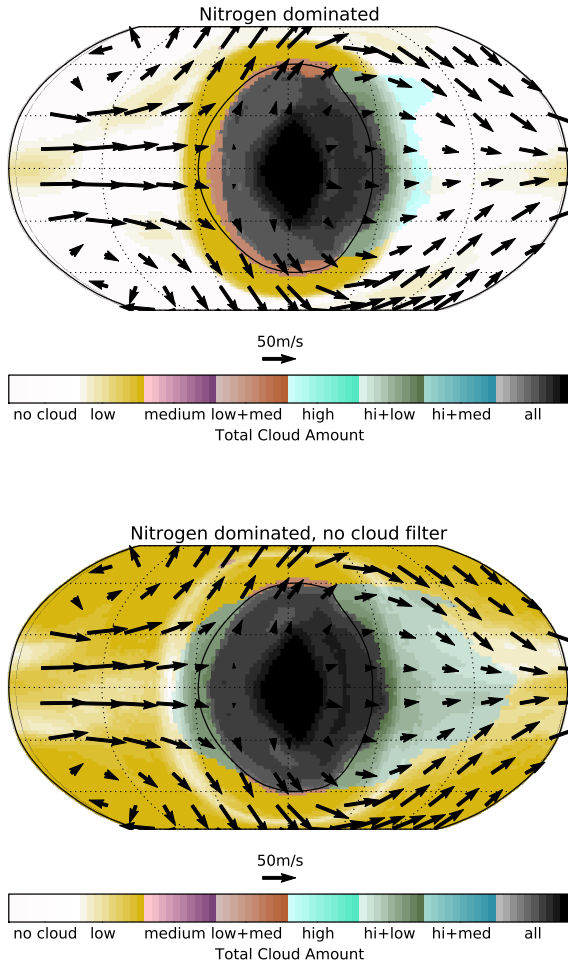 Nitrogen dominated
50m/s
no cloud low medium low+med high hi+low hi+med all
Total Cloud Amount
Nitrogen dominated, no cloud filter
50m/s
no cloud low medium low+med high hi+low hi+med all
Total Cloud Amount